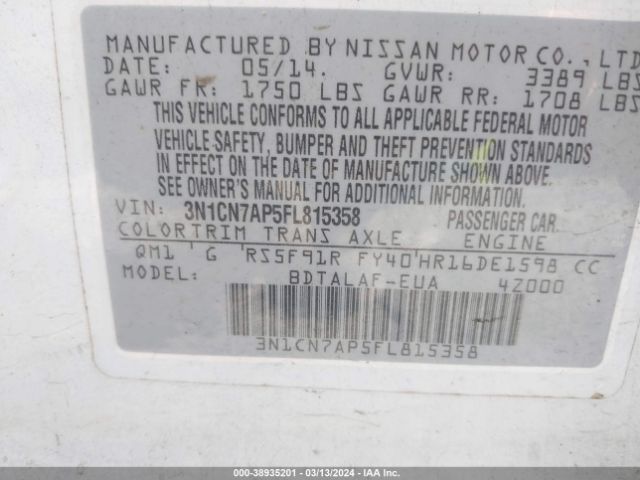 MANUFACTURED BY NISSAN MOTOR CO., LTD
DATE: 05/14. GVWR: 3389 LBS
GAWR FR: 1750 LBS GAWR RR: 1708 LBS
THIS VEHICLE CONFORMS TO ALL APPLICABLE FEDERAL MOTOR
VEHICLE SAFETY, BUMPER AND THEFT PREVENTION STANDARDS
IN EFFECT ON THE DATE OF MANUFACTURE SHOWN ABOVE.
SEE OWNER'S MANUAL FOR ADDITIONAL INFORMATION.
VIN: 3N1CN7AP5FL815358 PASSENGER CAR.
COLOR TRIM TRANS AXLE ENGINE
QM1 G RS5F91R FY40 HR16DE1598 CC
MODEL: BDTALAF-EUA 4Z000
3N1CN7AP5FL815358
000-38935201 - 03/13/2024 - IAA Inc.